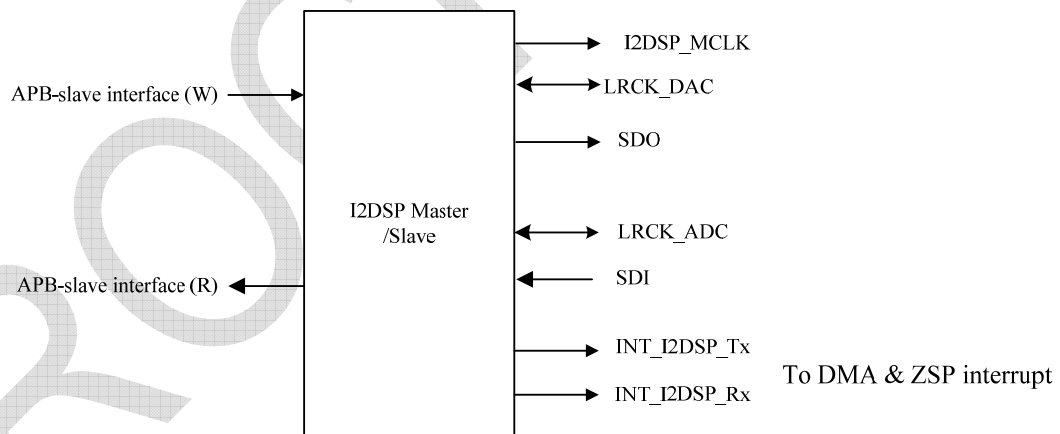 I2DSP_MCLK
APB-slave interface (W)
LRCK_DAC
SDO
I2DSP Master
/Slave
LRCK_ADC
SDI
APB-slave interface (R)
INT_I2DSP_Tx
To DMA & ZSP interrupt
INT_I2DSP_Rx